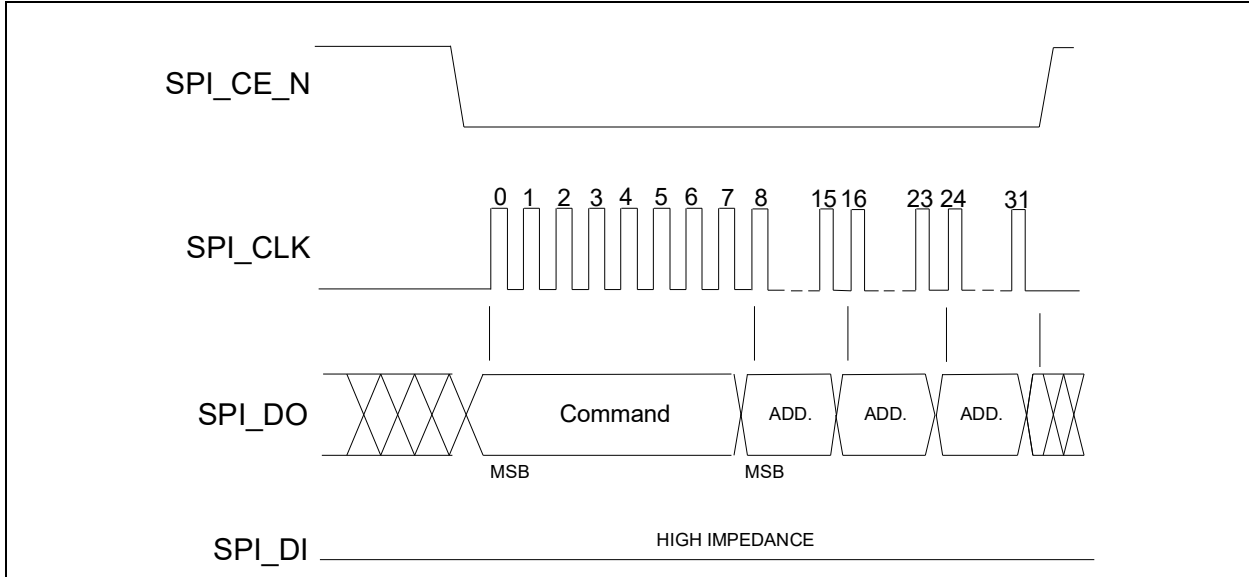 SPI_CE_N
0 1 2 3 4 5 6 7 8 15 16 23 24 31
SPI_CLK
SPI_DO
Command ADD. ADD. ADD.
MSB MSB
HIGH IMPEDANCE
SPI_DI